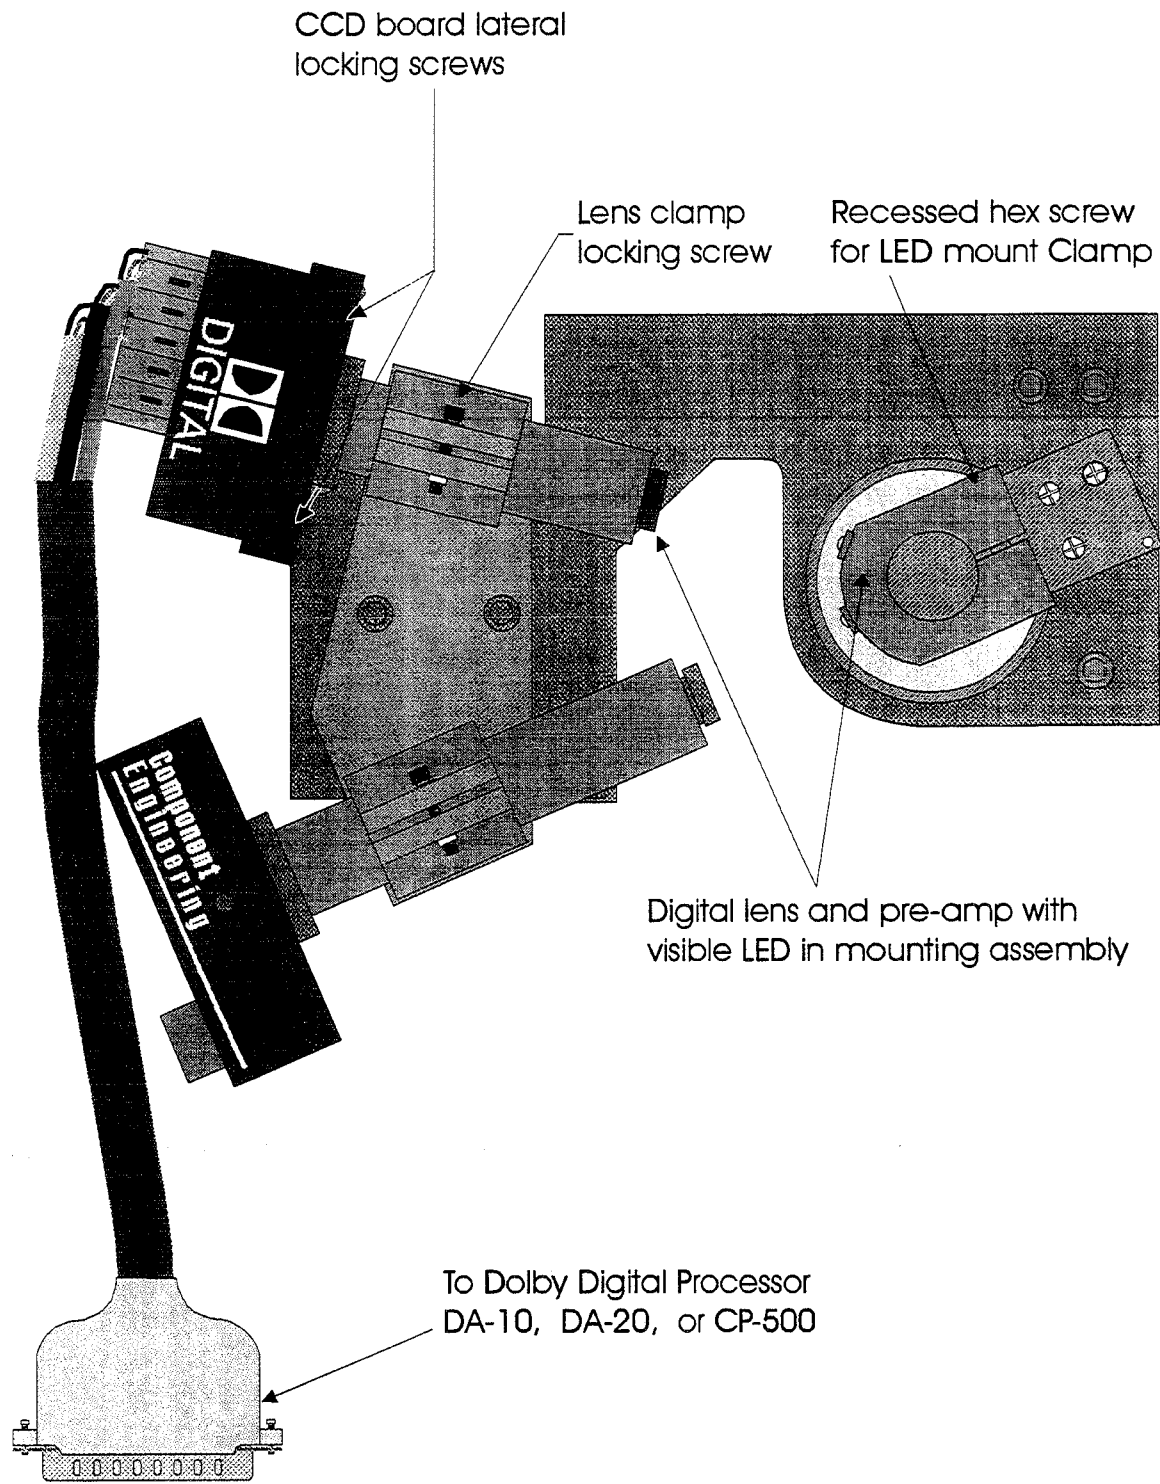 CCD board lateral
locking screws
Lens clamp
locking screw
Recessed hex screw
for LED mount Clamp
DIGITAL
Component
Engineering
Digital lens and pre-amp with
visible LED in mounting assembly
To Dolby Digital Processor
DA-10, DA-20, or CP-500